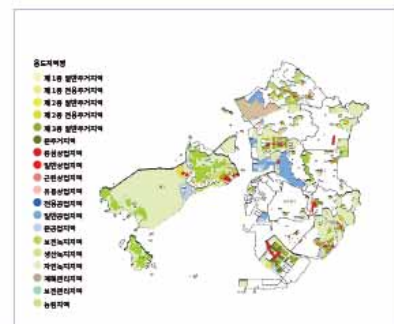 용도지역명
제1종 일반주거지역
제1종 전용주거지역
제2종 일반주거지역
제2종 전용주거지역
제3종 일반주거지역
준주거지역
중심상업지역
일반상업지역
근린상업지역
유통상업지역
전용공업지역
일반공업지역
준공업지역
보전녹지지역
생산녹지지역
자연녹지지역
계획관리지역
보전관리지역
농림지역